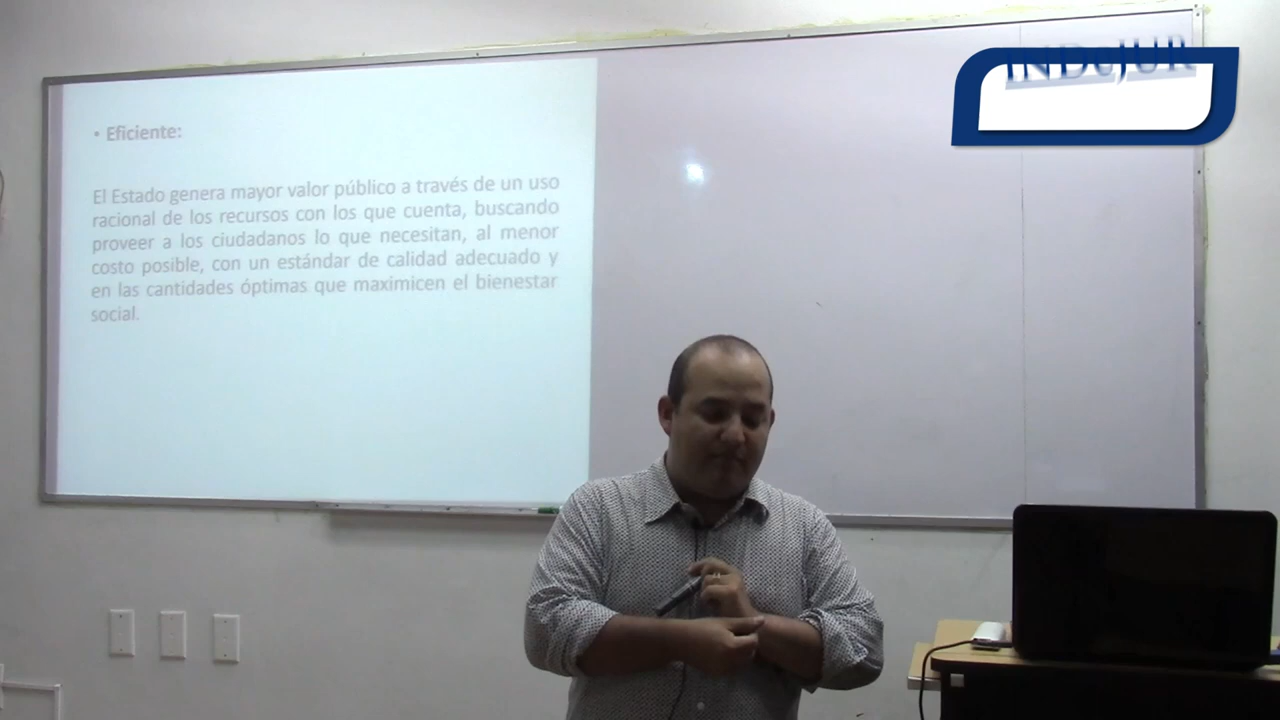 INDeJUR
• Eficiente:
El Estado genera mayor valor público a través de un uso
racional de los recursos con los que cuenta, buscando
proveer a los ciudadanos lo que necesitan, al menor
costo posible, con un estándar de calidad adecuado y
en las cantidades óptimas que maximicen el bienestar
social.